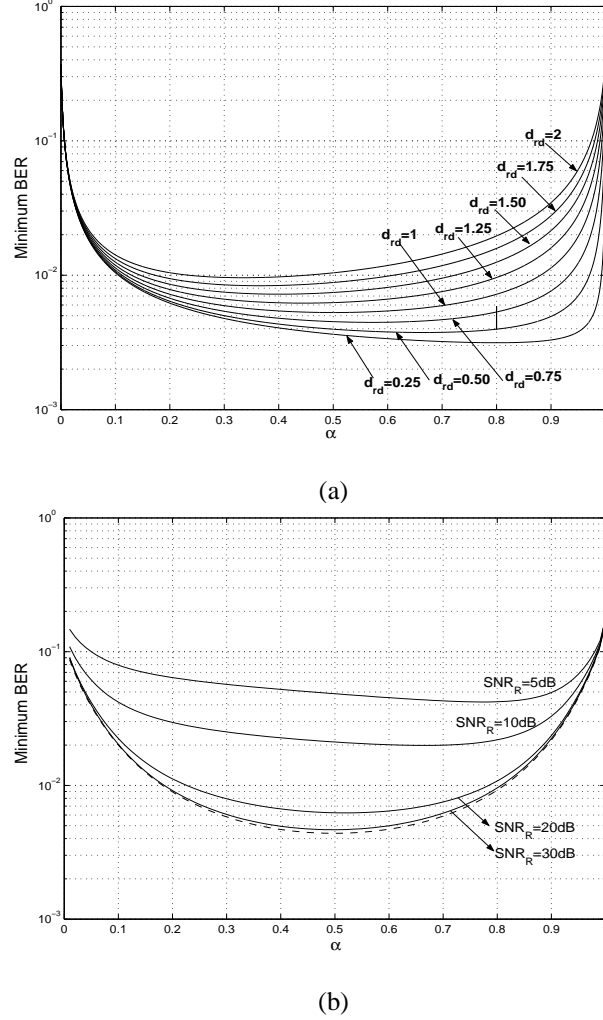 10^0
10^-1
10^-2
10^-3
Minimum BER
d_rd=2
d_rd=1.75
d_rd=1.50
d_rd=1.25
d_rd=1
d_rd=0.25
d_rd=0.50
d_rd=0.75
0 0.1 0.2 0.3 0.4 0.5 0.6 0.7 0.8 0.9
α
(a)
10^0
10^-1
10^-2
10^-3
Minimum BER
SNR_R=5dB
SNR_R=10dB
SNR_R=20dB
SNR_R=30dB
0 0.1 0.2 0.3 0.4 0.5 0.6 0.7 0.8 0.9
α
(b)